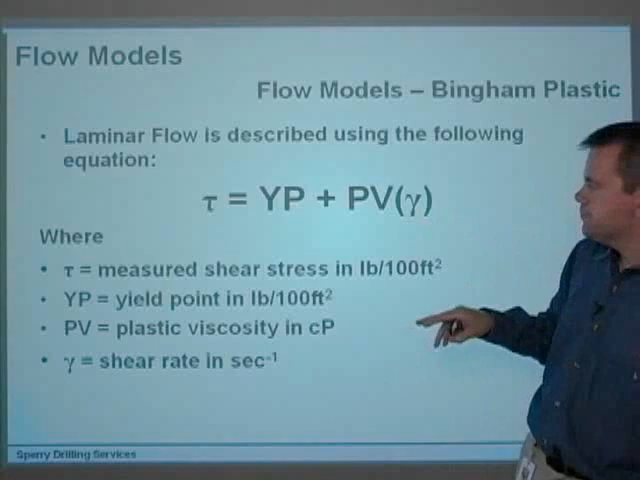 Flow Models
Flow Models – Bingham Plastic
• Laminar Flow is described using the following
equation:
τ = YP + PV(γ)
Where
• τ = measured shear stress in lb/100ft²
• YP = yield point in lb/100ft²
• PV = plastic viscosity in cP
• γ = shear rate in sec⁻¹
Sperry Drilling Services